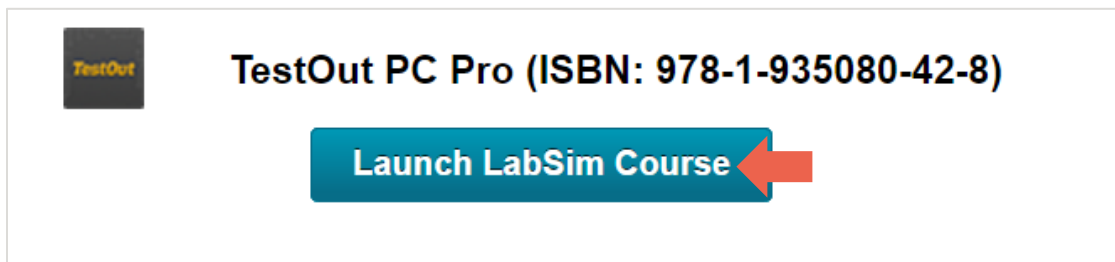 TestOut
TestOut PC Pro (ISBN: 978-1-935080-42-8)
Launch LabSim Course